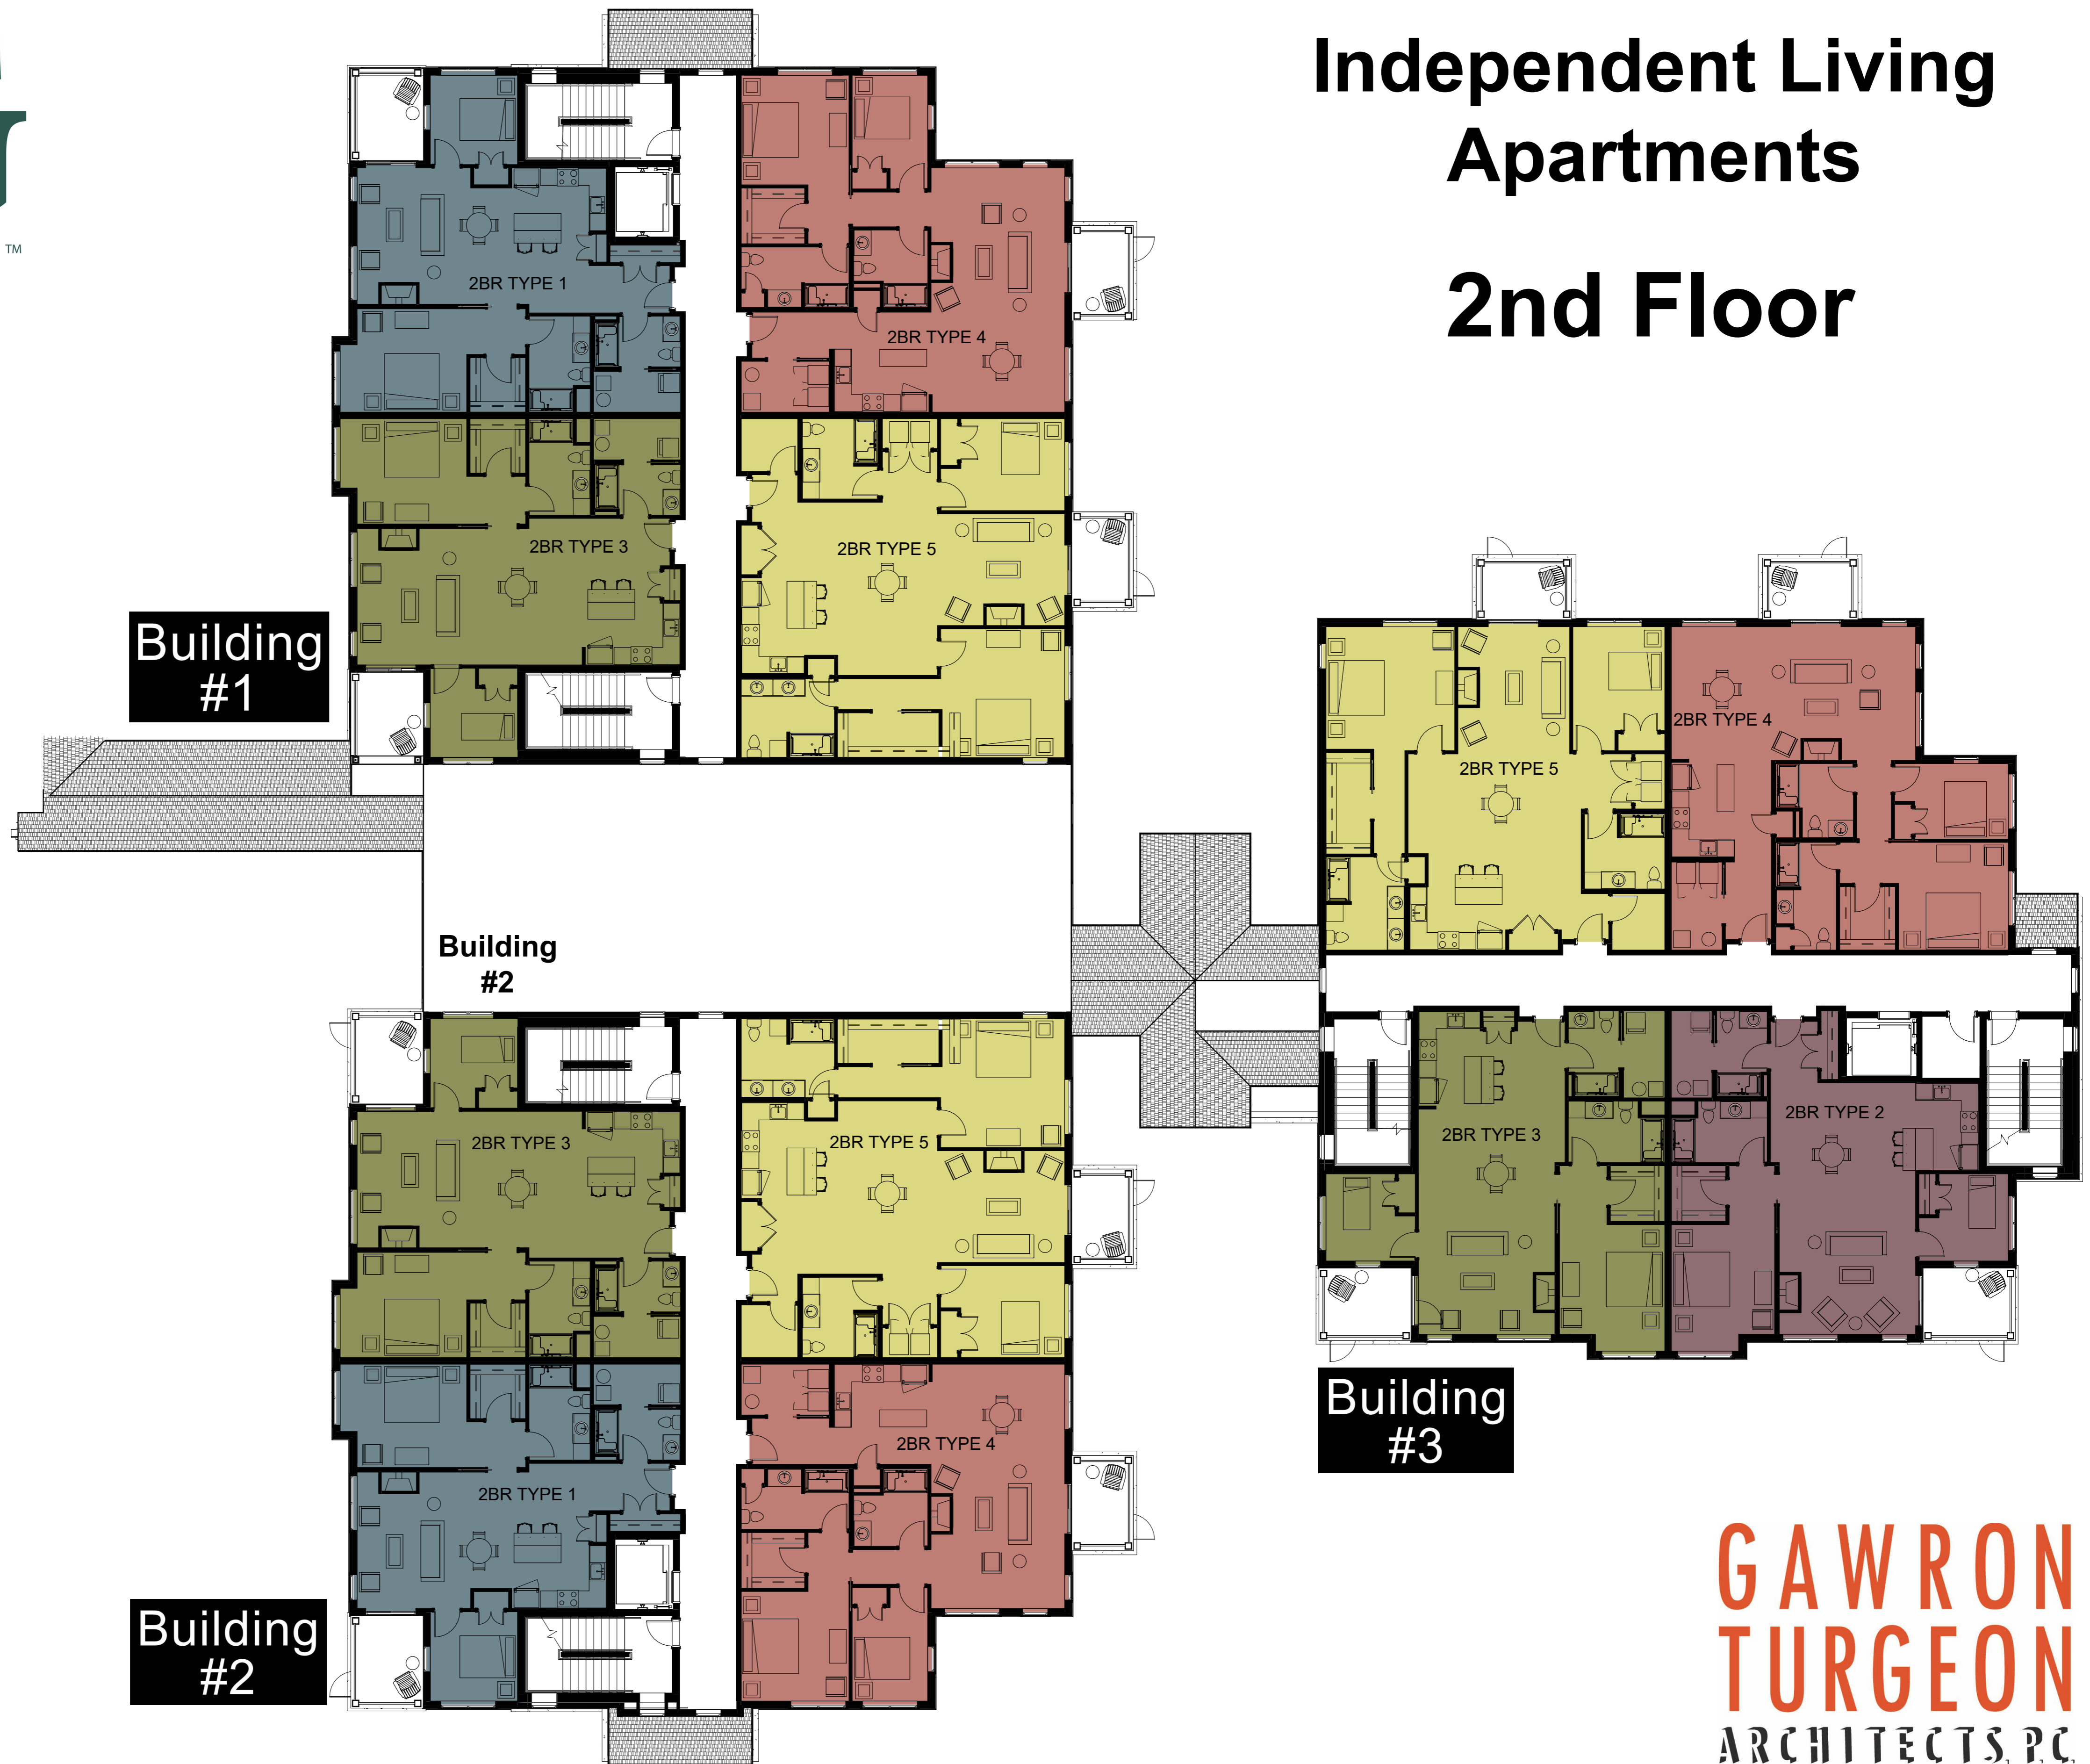 Independent Living
Apartments
2nd Floor
TM
2BR TYPE 1
2BR TYPE 4
2BR TYPE 3
2BR TYPE 5
Building
#1
2BR TYPE 5
2BR TYPE 4
Building
#2
2BR TYPE 3
2BR TYPE 5
2BR TYPE 3
2BR TYPE 2
2BR TYPE 1
2BR TYPE 4
Building
#3
Building
#2
GAWRON
TURGEON
ARCHITECTS, P.C.